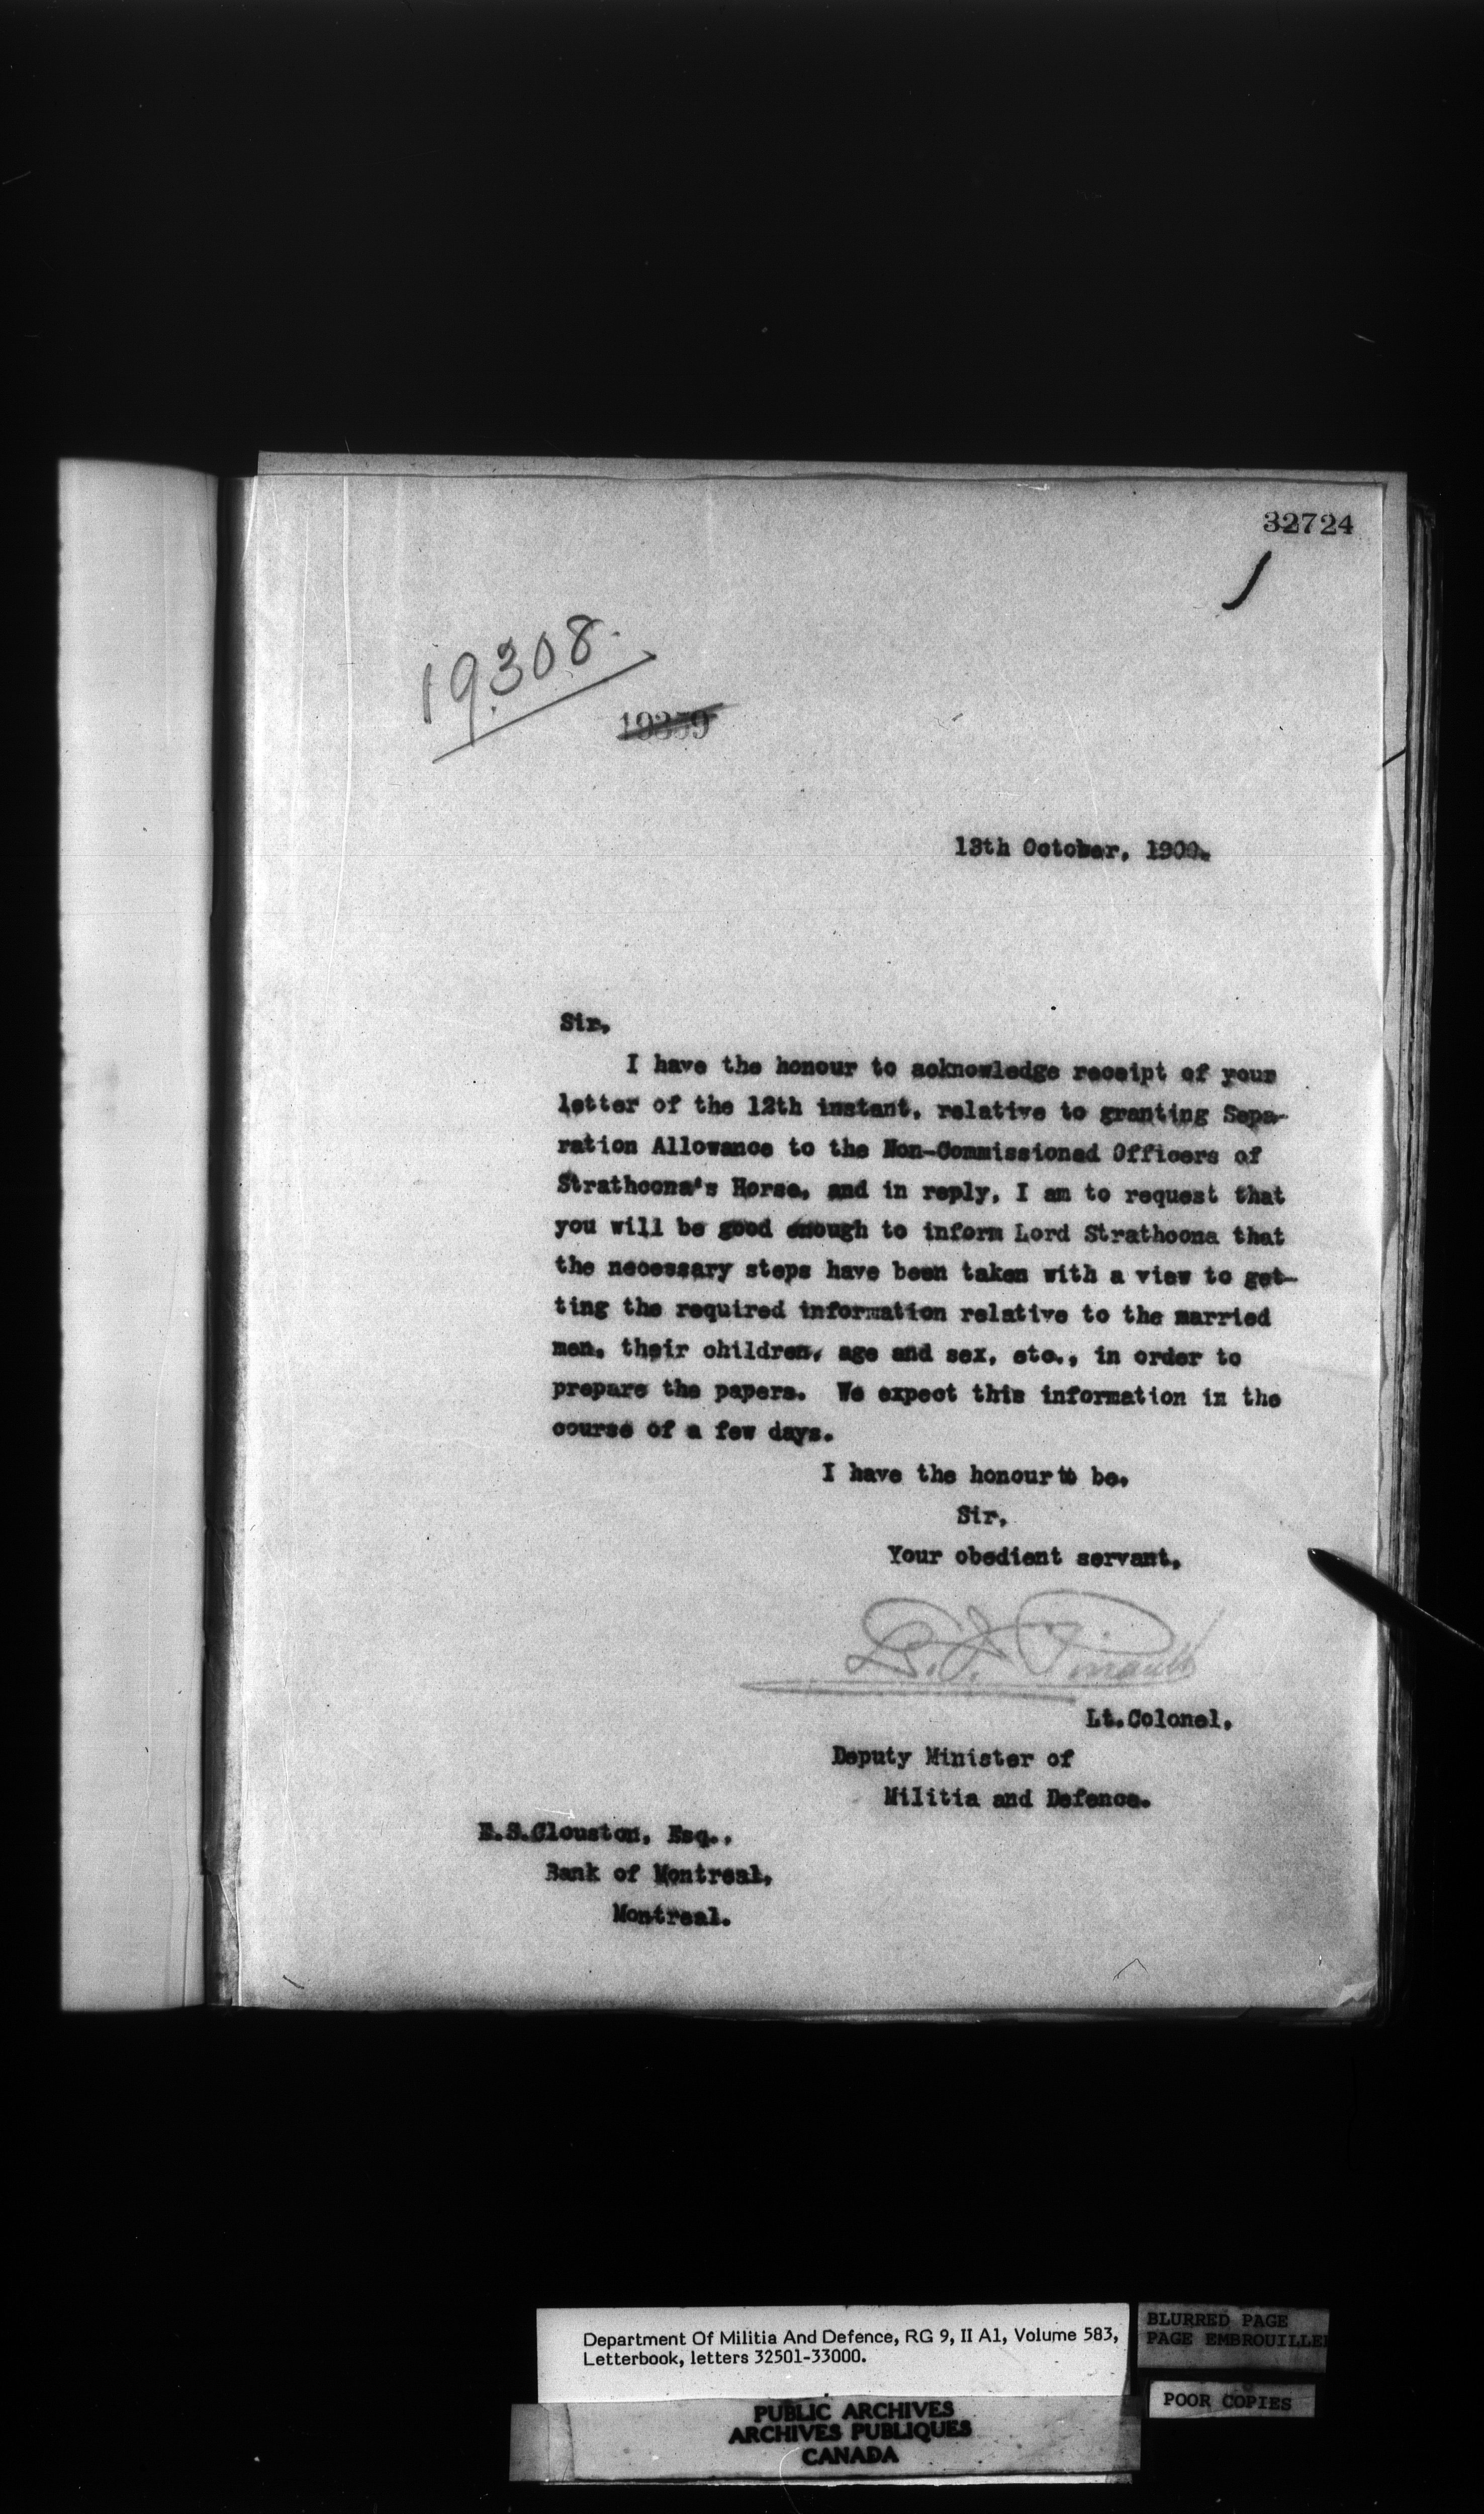 32724
19308.
19359
13th October, 1900.
Sir,
I have the honour to acknowledge receipt of your
letter of the 12th instant, relative to granting Sepa-
ration Allowance to the Non-Commissioned Officers of
Strathcona's Horse, and in reply, I am to request that
you will be good enough to inform Lord Strathcona that
the necessary steps have been taken with a view to get-
ting the required information relative to the married
men, their children, age and sex, etc., in order to
prepare the papers. We expect this information in the
course of a few days.
I have the honour to be,
Sir,
Your obedient servant,
Lt.Colonel,
Deputy Minister of
Militia and Defence.
E.S.Clouston, Esq.,
Bank of Montreal,
Montreal.
Department Of Militia And Defence, RG 9, II A1, Volume 583,
Letterbook, letters 32501-33000.
BLURRED PAGE
PAGE EMBROUILLEE
POOR COPIES
PUBLIC ARCHIVES
ARCHIVES PUBLIQUES
CANADA